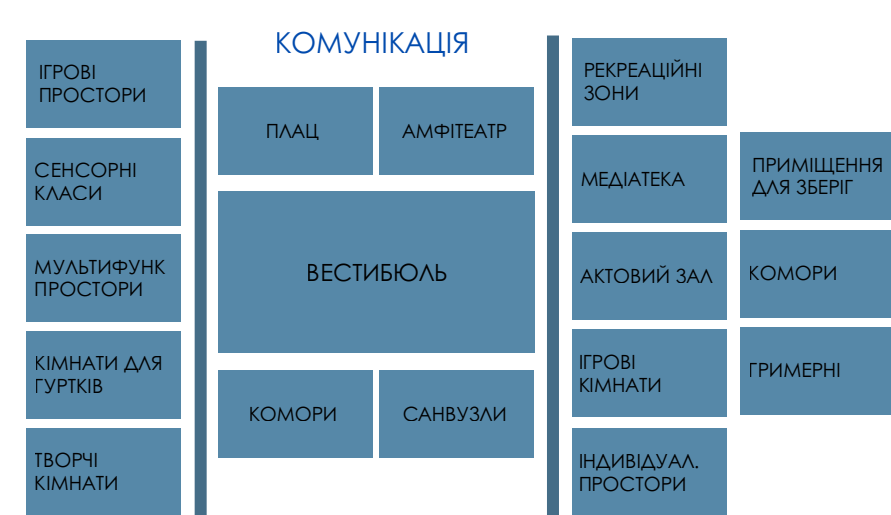 КОМУНІКАЦІЯ
ІГРОВІ
ПРОСТОРИ
СЕНСОРНІ
КЛАСИ
МУЛЬТИФУНК
ПРОСТОРИ
КІМНАТИ ДЛЯ
ГУРТКІВ
ТВОРЧІ
КІМНАТИ
ПЛАЦ
АМФІТЕАТР
ВЕСТИБЮЛЬ
КОМОРИ
САНВУЗЛИ
РЕКРЕАЦІЙНІ
ЗОНИ
МЕДІАТЕКА
АКТОВИЙ ЗАЛ
ІГРОВІ
КІМНАТИ
ІНДИВІДУАЛ.
ПРОСТОРИ
ПРИМІЩЕННЯ
ДЛЯ ЗБЕРІГ
КОМОРИ
ГРИМЕРНІ